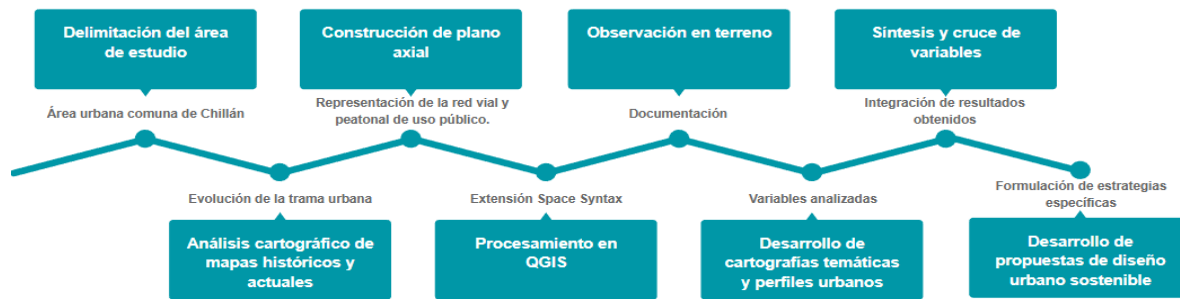 Delimitación del área
de estudio
Área urbana comuna de Chillán
Evolución de la trama urbana
Análisis cartográfico de
mapas históricos y
actuales
Construcción de plano
axial
Representación de la red vial y
peatonal de uso público.
Extensión Space Syntax
Procesamiento en
QGIS
Observación en terreno
Documentación
Variables analizadas
Desarrollo de
cartografías temáticas
y perfiles urbanos
Síntesis y cruce de
variables
Integración de resultados
obtenidos
Formulación de estrategias
específicas
Desarrollo de
propuestas de diseño
urbano sostenible